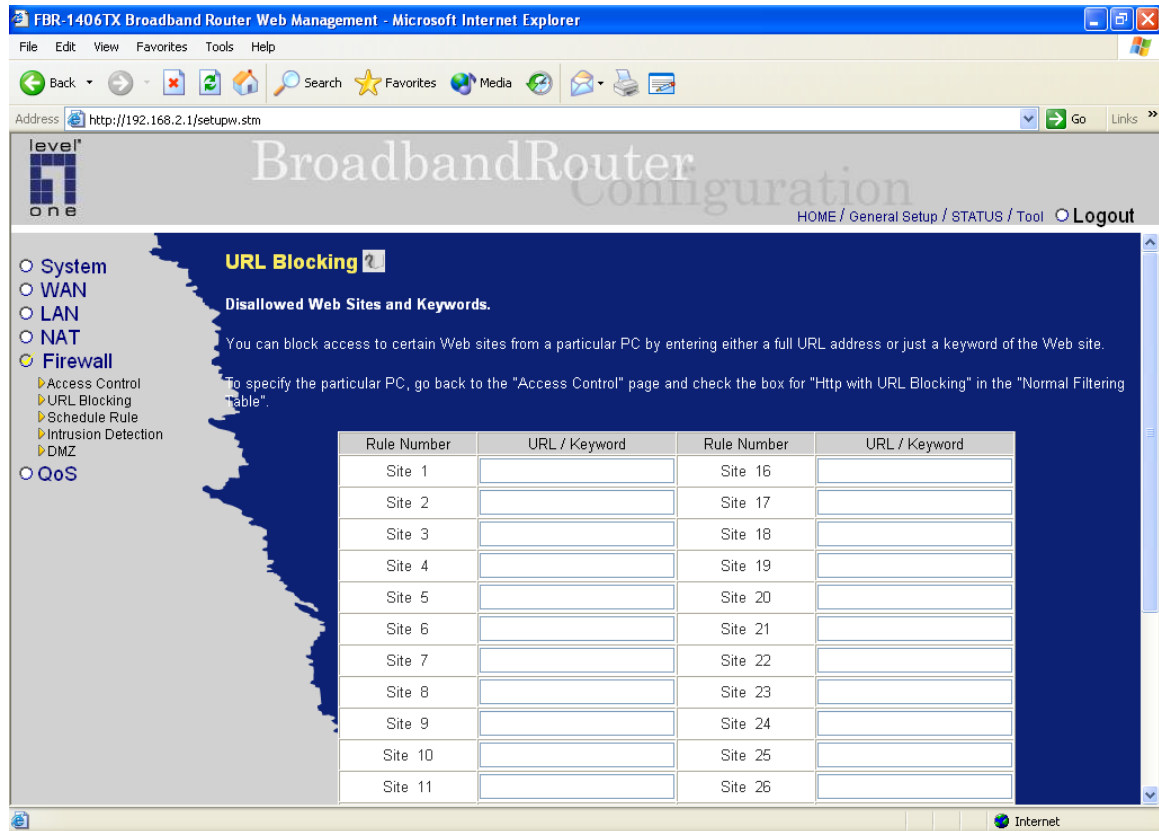 FBR-1406TX Broadband Router Web Management - Microsoft Internet Explorer
File Edit View Favorites Tools Help
Back Search Favorites Media
Address http://192.168.2.1/setupw.stm Go Links »
level
one
BroadbandRouter
Configuration
HOME / General Setup / STATUS / Tool Logout
System
WAN
LAN
NAT
Firewall
Access Control
URL Blocking
Schedule Rule
Intrusion Detection
DMZ
QoS
URL Blocking
Disallowed Web Sites and Keywords.
You can block access to certain Web sites from a particular PC by entering either a full URL address or just a keyword of the Web site.
To specify the particular PC, go back to the "Access Control" page and check the box for "Http with URL Blocking" in the "Normal Filtering
Table".
Rule Number URL / Keyword Rule Number URL / Keyword
Site 1 Site 16
Site 2 Site 17
Site 3 Site 18
Site 4 Site 19
Site 5 Site 20
Site 6 Site 21
Site 7 Site 22
Site 8 Site 23
Site 9 Site 24
Site 10 Site 25
Site 11 Site 26
Internet